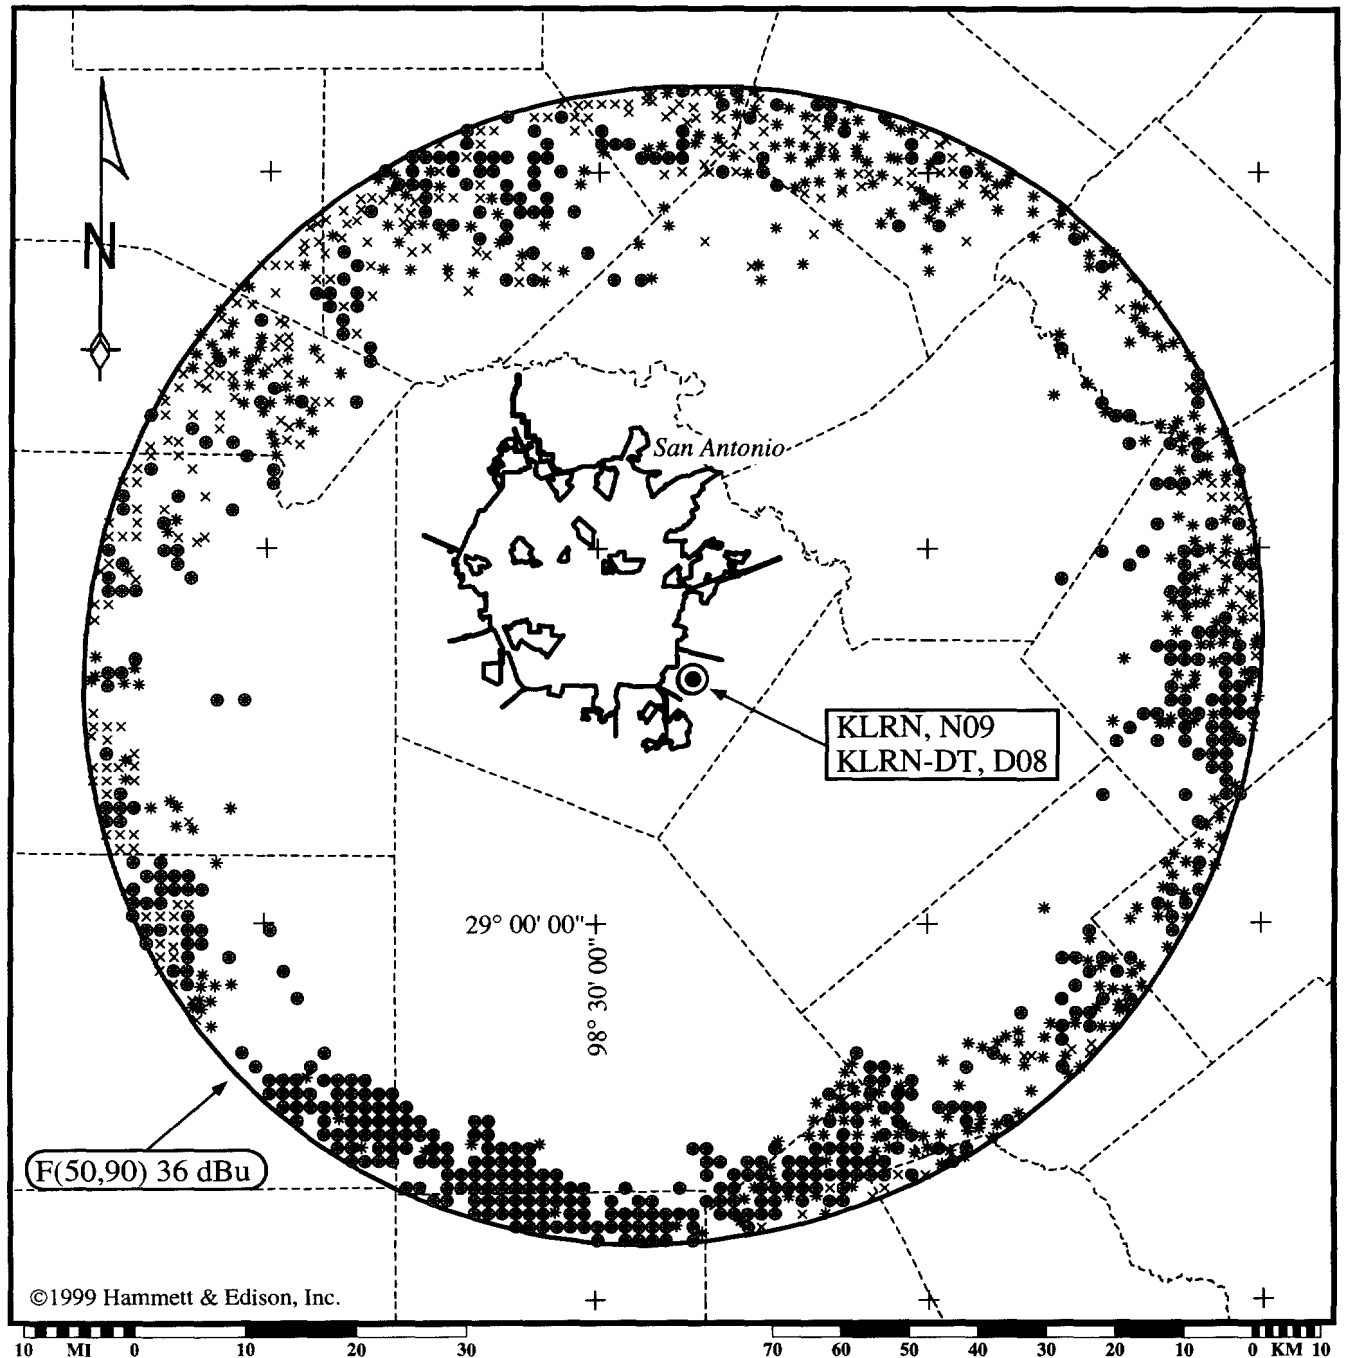 N
San Antonio
KLRN, N09
KLRN-DT, D08
29° 00' 00"
98° 30' 00"
F(50,90) 36 dBu
©1999 Hammett & Edison, Inc.
10 MI 0 10 20 30 70 60 50 40 30 20 10 0 KM 10